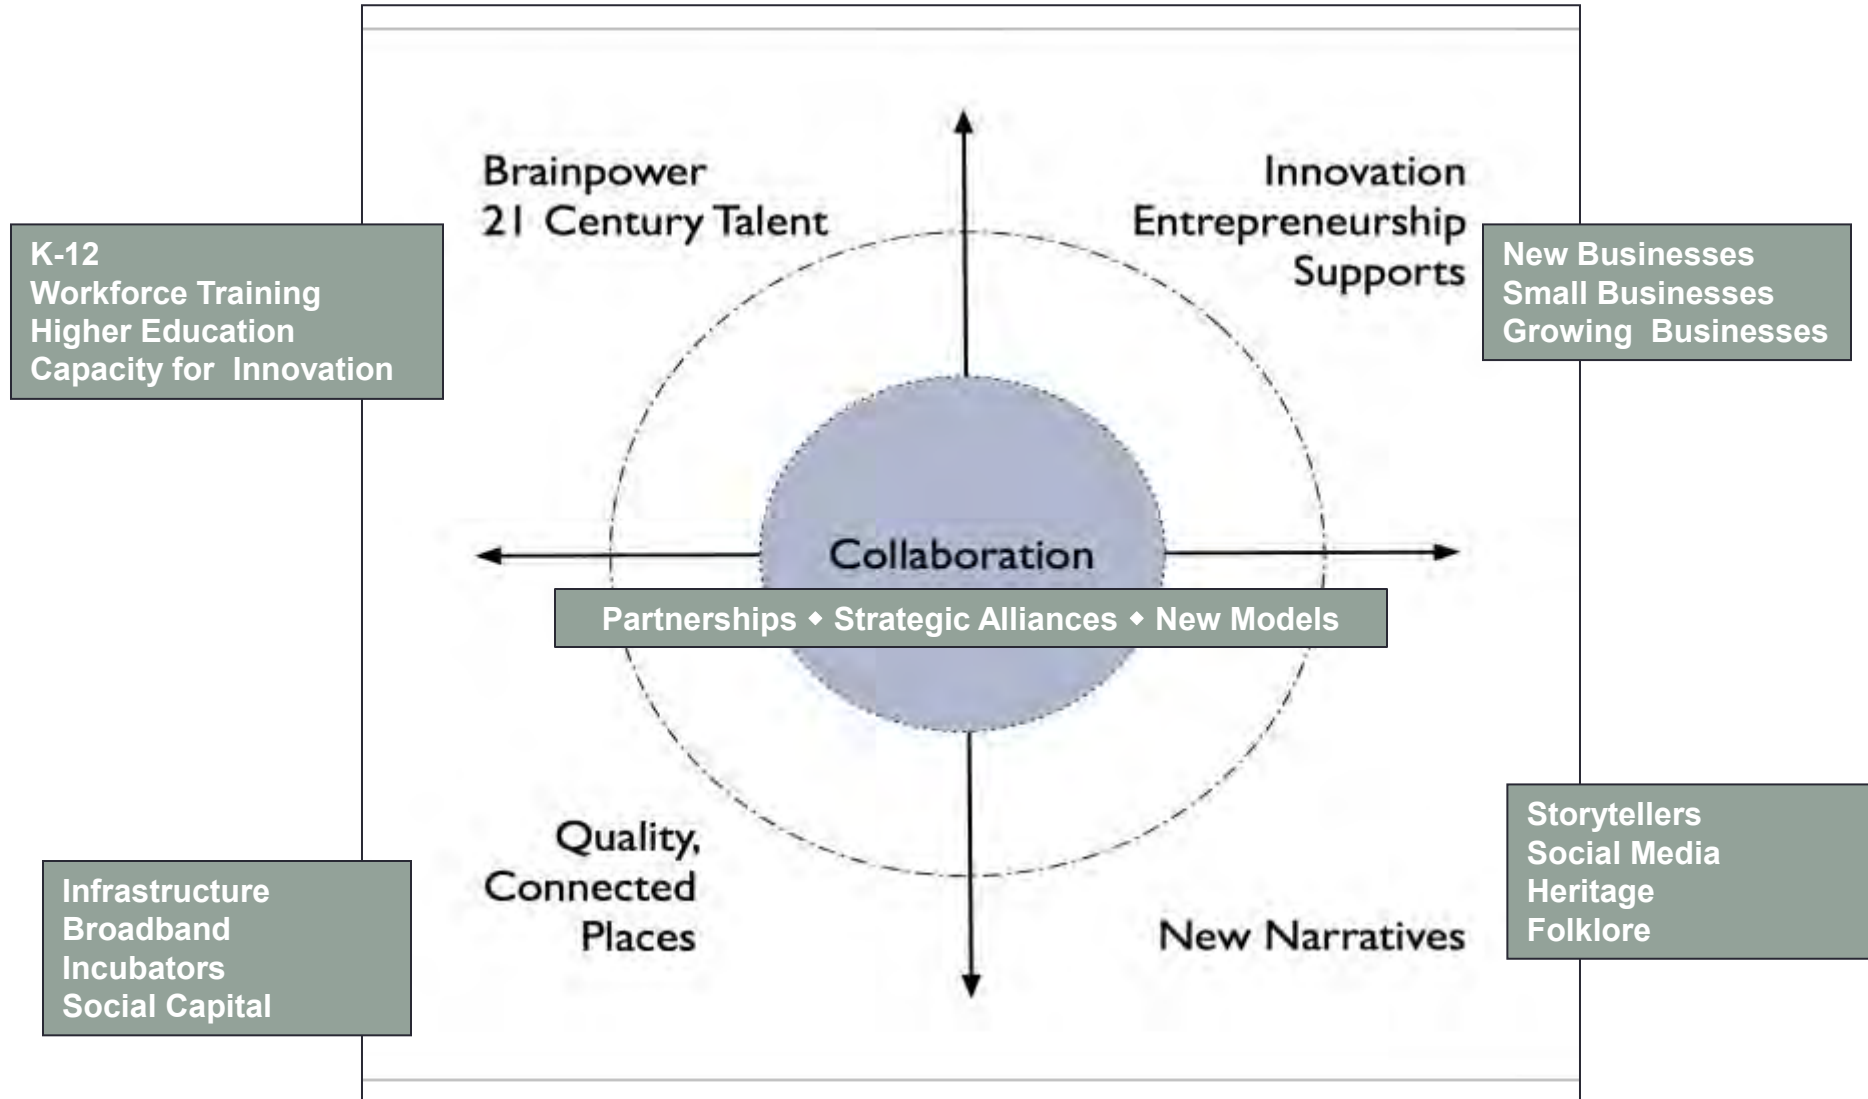 Brainpower
21 Century Talent
Innovation
Entrepreneurship
Supports
K-12
Workforce Training
Higher Education
Capacity for Innovation
New Businesses
Small Businesses
Growing Businesses
Collaboration
Partnerships ◆ Strategic Alliances ◆ New Models
Quality,
Connected
Places
New Narratives
Infrastructure
Broadband
Incubators
Social Capital
Storytellers
Social Media
Heritage
Folklore